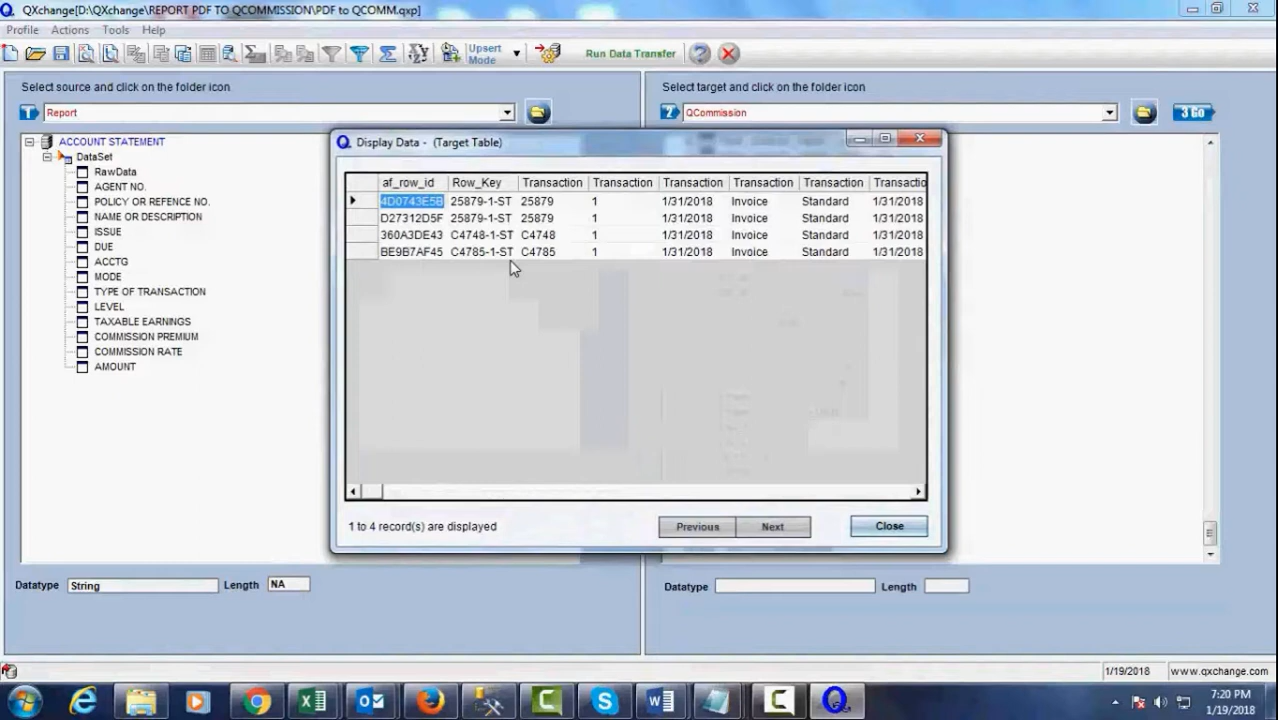 QXchange[D:\QXchange\REPORT PDF TO QCOMMISSION\PDF to QCOMM.qxp]
Profile Actions Tools Help
Upsert Mode Run Data Transfer
Select source and click on the folder icon
Select target and click on the folder icon
1 Report
2 QCommission 3 Go
ACCOUNT STATEMENT
DataSet
RawData
AGENT NO.
POLICY OR REFENCE NO.
NAME OR DESCRIPTION
ISSUE
DUE
ACCTG
MODE
TYPE OF TRANSACTION
LEVEL
TAXABLE EARNINGS
COMMISSION PREMIUM
COMMISSION RATE
AMOUNT
Display Data - (Target Table)
af_row_id Row_Key Transaction Transaction Transaction Transaction Transaction Transactio
4D0743E5B 25879-1-ST 25879 1 1/31/2018 Invoice Standard 1/31/2018
D27312D5F 25879-1-ST 25879 1 1/31/2018 Invoice Standard 1/31/2018
360A3DE43 C4748-1-ST C4748 1 1/31/2018 Invoice Standard 1/31/2018
BE9B7AF45 C4785-1-ST C4785 1 1/31/2018 Invoice Standard 1/31/2018
1 to 4 record(s) are displayed Previous Next Close
Datatype String Length NA
Datatype Length
1/19/2018 www.qxchange.com
7:20 PM
1/19/2018